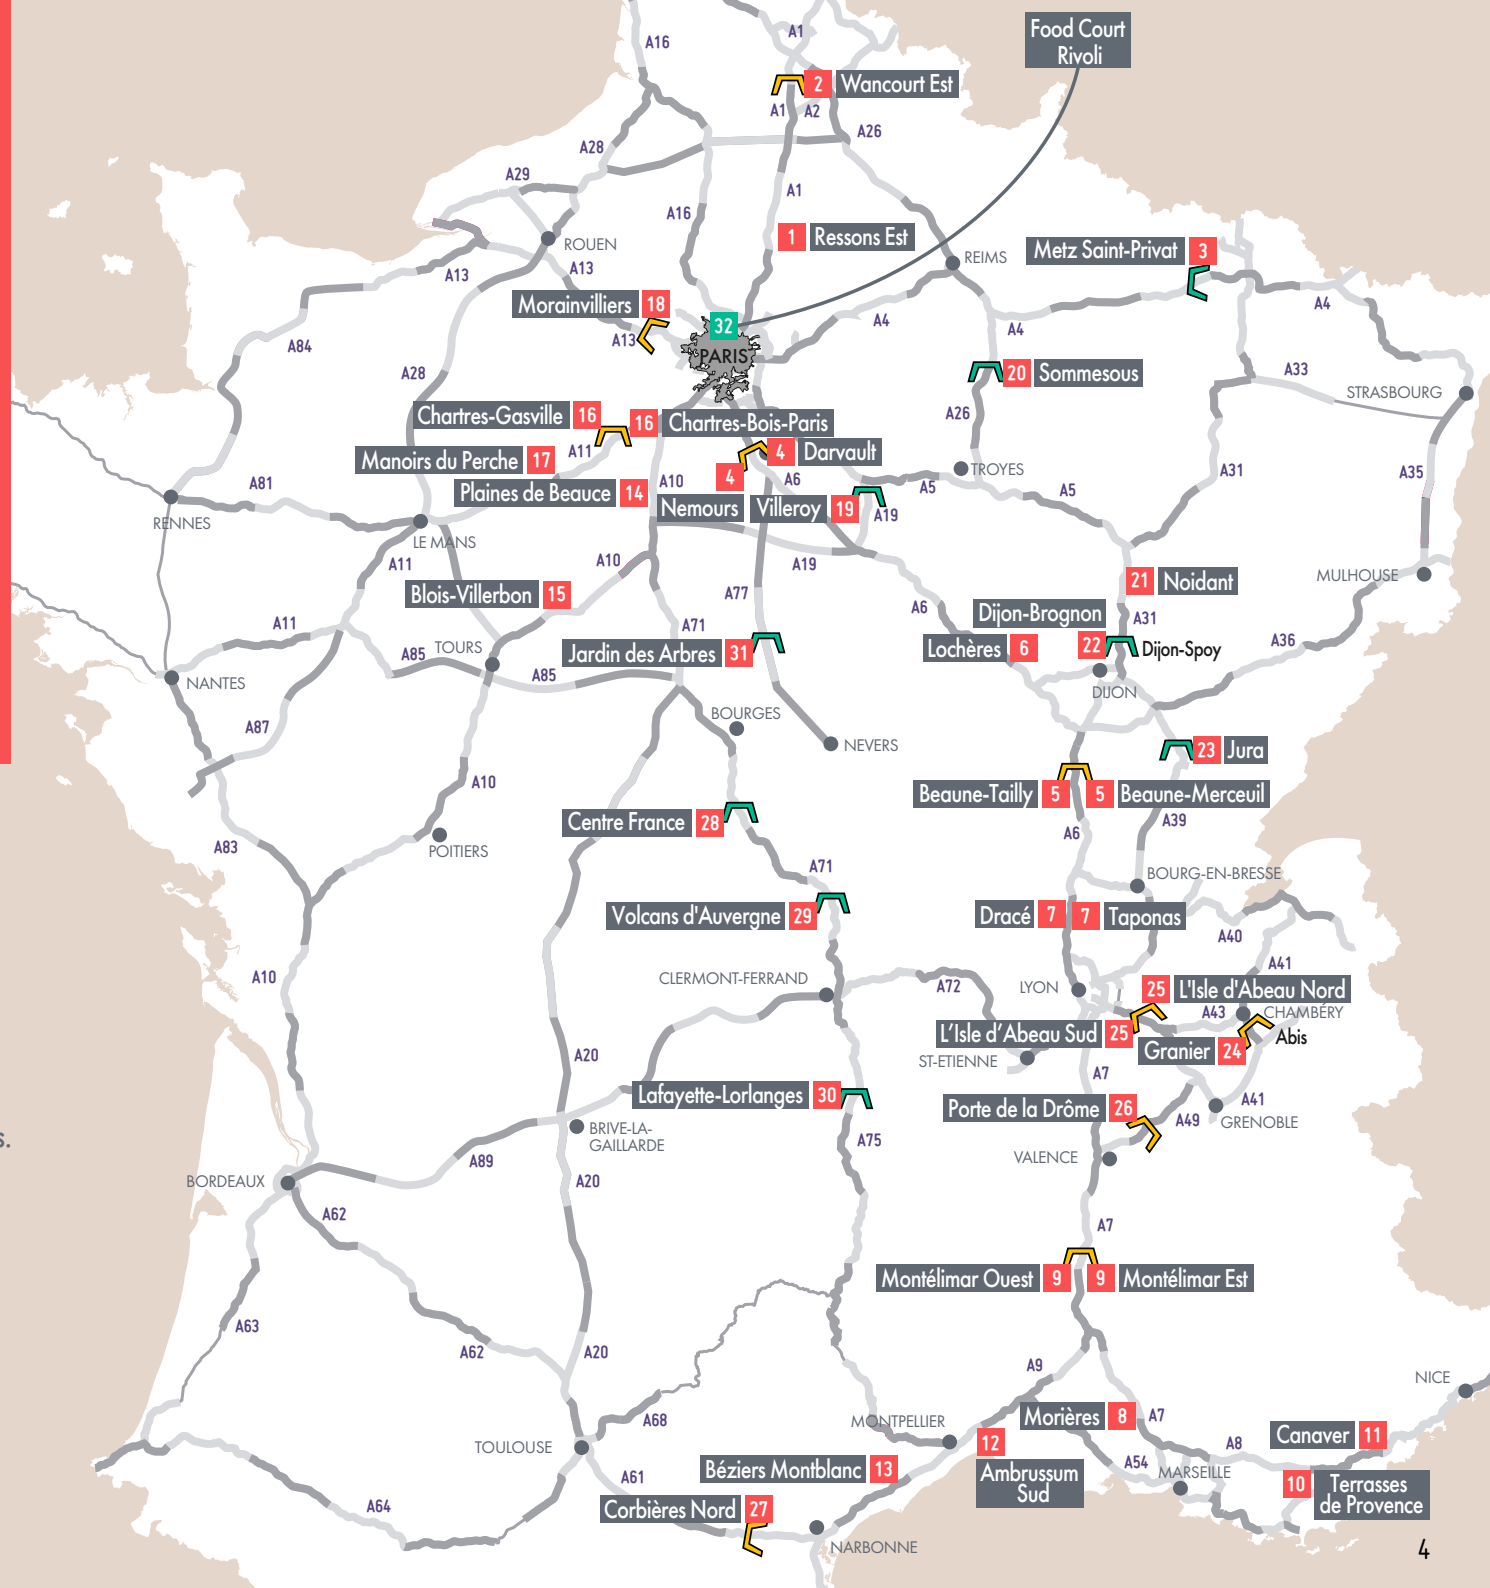 A16
A1
Food Court
Rivoli
2 Wancourt Est
A1
A2
A26
A28
A29
A1
A16
1 Ressons Est
ROUEN
REIMS
Metz Saint-Privat 3
A13
A13
Morainvilliers 18
A4
32
A4
A4
A13
PARIS
A84
A28
20 Sommesous
A33
STRASBOURG
Chartres-Gasville 16
16 Chartres-Bois-Paris
A26
A11
4 Darvault
Manoirs du Perche 17
TROYES
A31
A35
A81
Plaines de Beauce 14
A10
4
A6
A5
A5
RENNES
Nemours
Villeroy 19
A19
LE MANS
A11
A10
A19
MULHOUSE
21 Noidant
Blois-Villerbon 15
A77
A6
Dijon-Brognon
A31
A11
A71
A36
Jardin des Arbres 31
Lochères 6
22
Dijon-Spoy
A85
TOURS
A85
NANTES
DIJON
BOURGES
A87
NEVERS
23 Jura
A10
Beaune-Tailly 5
5 Beaune-Merceuil
Centre France 28
A39
A6
A83
POITIERS
A71
BOURG-EN-BRESSE
Volcans d'Auvergne 29
Dracé 7
7 Taponas
A40
A10
A41
CLERMONT-FERRAND
A72
LYON
25 L'Isle d'Abeau Nord
A43
CHAMBÉRY
L’Isle d’Abeau Sud 25
Abis
Granier 24
A20
ST-ETIENNE
A7
Lafayette-Lorlanges 30
A41
Porte de la Drôme 26
A49
GRENOBLE
BRIVE-LA-
GAILLARDE
A75
A89
VALENCE
BORDEAUX
A20
A62
A7
Montélimar Ouest 9
9 Montélimar Est
A63
A62
A20
A9
NICE
Morières 8
A7
A68
MONTPELLIER
Canaver 11
TOULOUSE
12
A8
Béziers Montblanc 13
A54
MARSEILLE
A61
Ambrussum
Sud
10 Terrasses
de Provence
Corbières Nord 27
A64
NARBONNE
s.
4